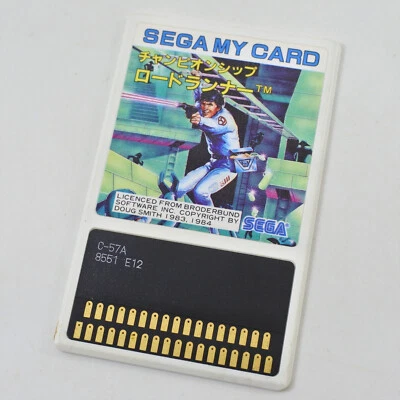 SEGA MY CARD
チャンピオンシップ
ロードランナー™
LICENCED FROM BRODERBUND
SOFTWARE INC. COPYRIGHT BY
DOUG SMITH 1983, 1984
SEGA
C-57A
8551 E12